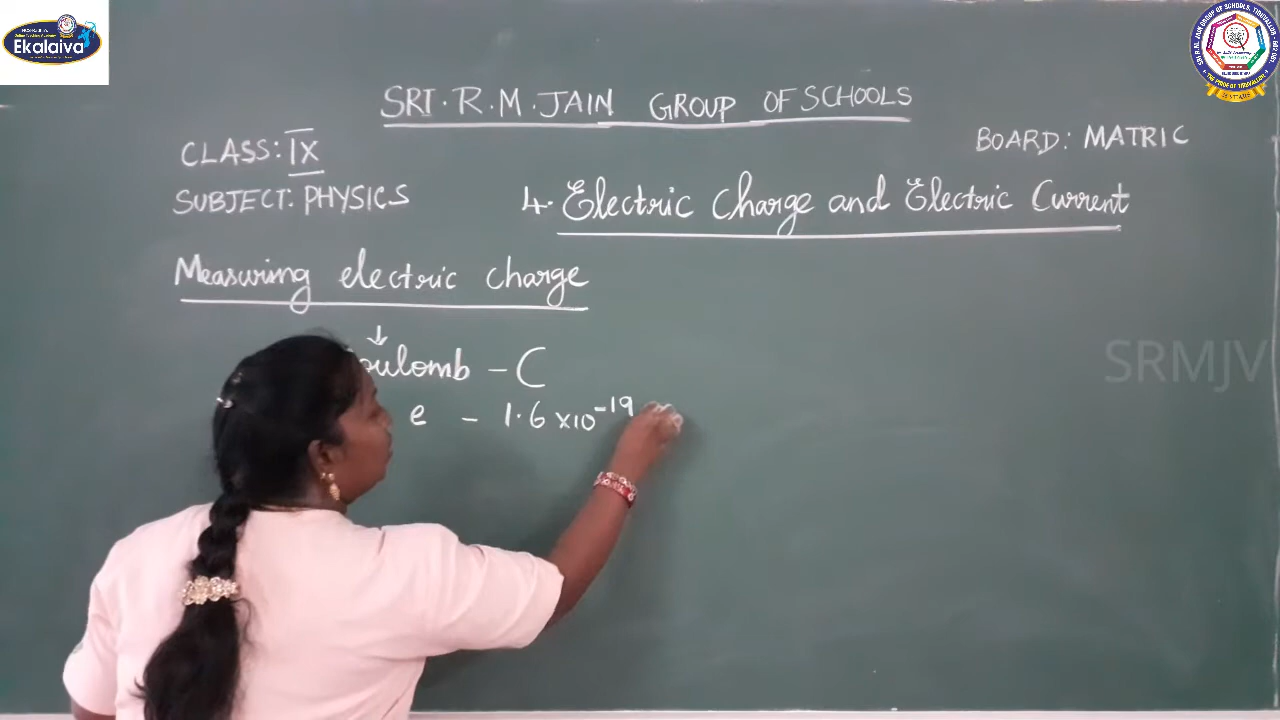 Ekalaiva
SRI.R.M.JAIN GROUP OF SCHOOLS
CLASS: IX
BOARD: MATRIC
SUBJECT: PHYSICS
4. Electric Charge and Electric Current
Measuring electric charge
↓
oulomb - C
e - 1.6 ×10⁻¹⁹
SRMJV